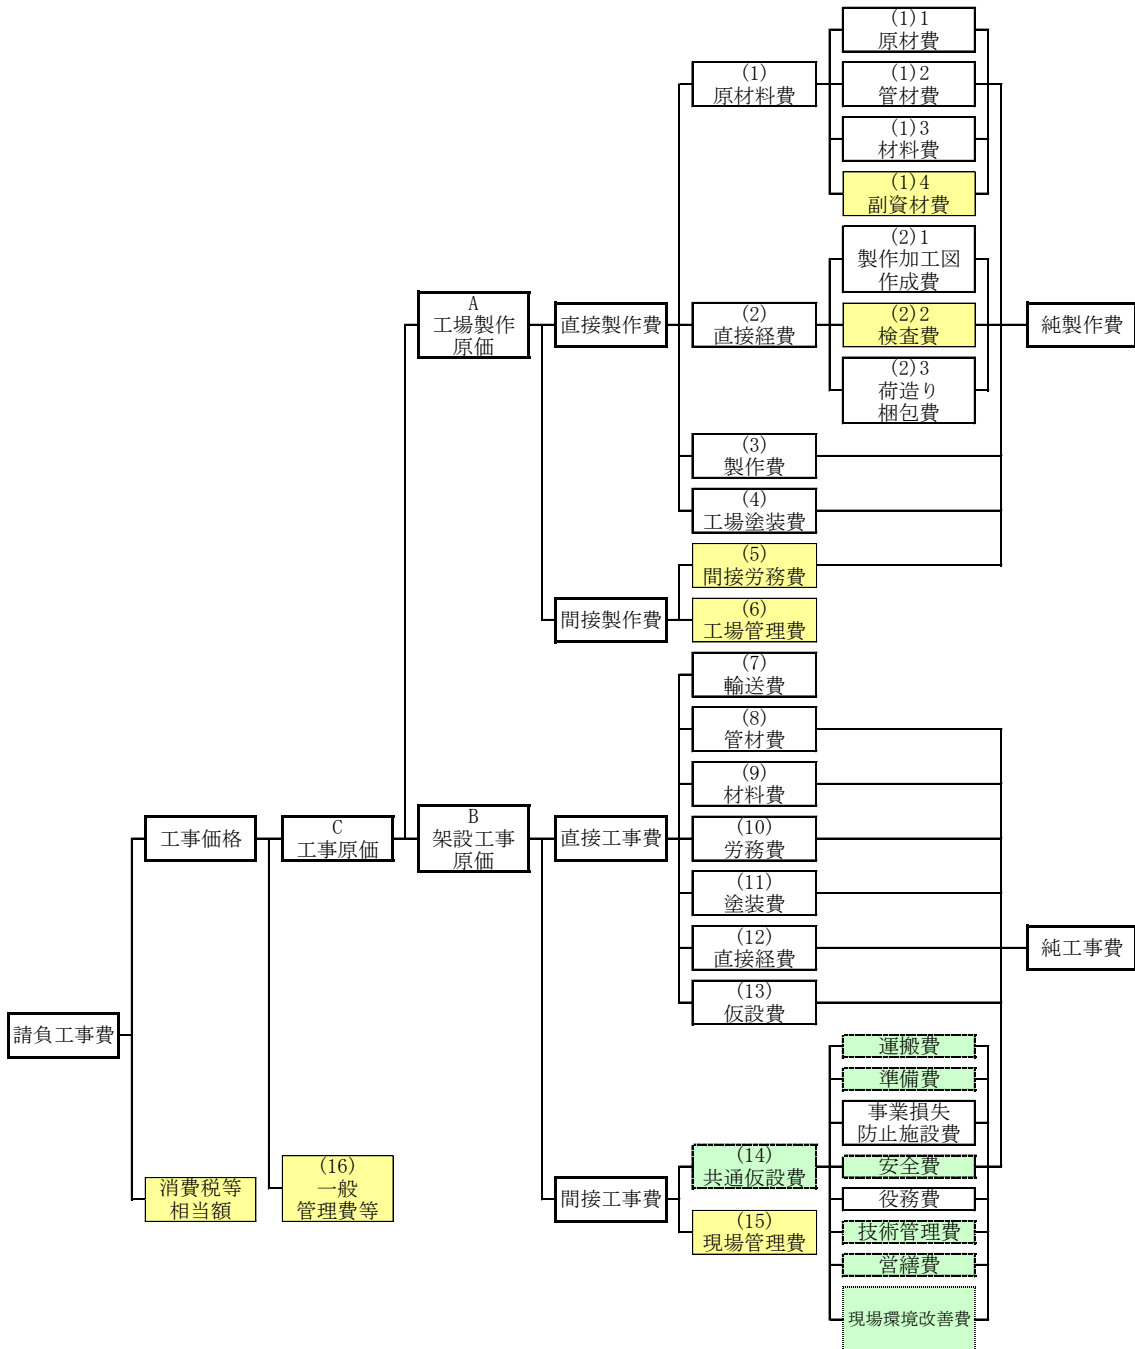 (1)1
原材費
(1)
原材料費
(1)2
管材費
(1)3
材料費
(1)4
副資材費
(2)1
製作加工図
作成費
A
工場製作
原価
直接製作費
(2)
直接経費
(2)2
検査費
純製作費
(2)3
荷造り
梱包費
(3)
製作費
(4)
工場塗装費
(5)
間接労務費
間接製作費
(6)
工場管理費
(7)
輸送費
(8)
管材費
(9)
材料費
工事価格
C
工事原価
B
架設工事
原価
直接工事費
(10)
労務費
(11)
塗装費
(12)
直接経費
純工事費
(13)
仮設費
請負工事費
運搬費
準備費
事業損失
防止施設費
(14)
共通仮設費
安全費
消費税等
相当額
(16)
一般
管理費等
間接工事費
役務費
(15)
現場管理費
技術管理費
営繕費
現場環境改善費